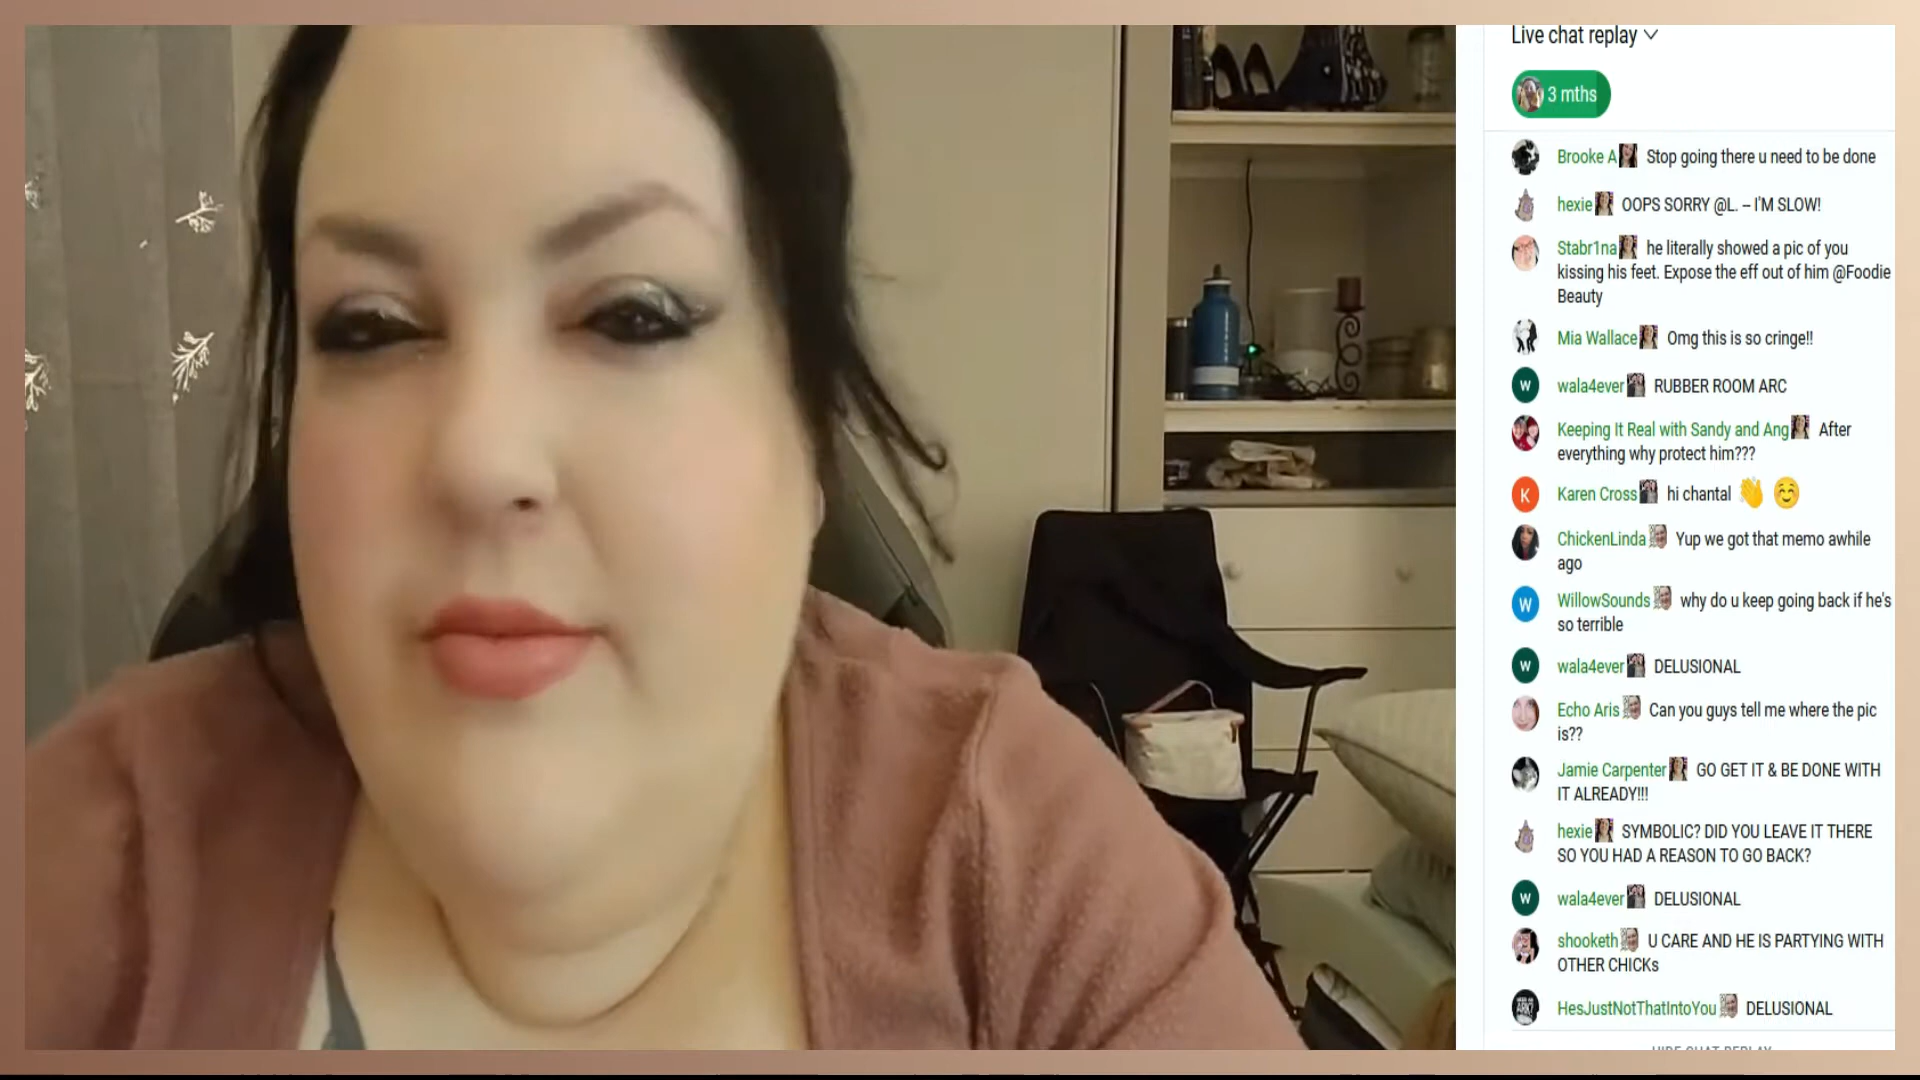 Live chat replay
3 mths
Brooke A Stop going there u need to be done
hexie OOPS SORRY @L. – I'M SLOW!
Stabr1na he literally showed a pic of you
kissing his feet. Expose the eff out of him @Foodie
Beauty
Mia Wallace Omg this is so cringe!!
W wala4ever RUBBER ROOM ARC
Keeping It Real with Sandy and Ang After
everything why protect him???
K Karen Cross hi chantal 👋 ☺️
ChickenLinda Yup we got that memo awhile
ago
W WillowSounds why do u keep going back if he's
so terrible
W wala4ever DELUSIONAL
Echo Aris Can you guys tell me where the pic
is??
Jamie Carpenter GO GET IT & BE DONE WITH
IT ALREADY!!!
hexie SYMBOLIC? DID YOU LEAVE IT THERE
SO YOU HAD A REASON TO GO BACK?
W wala4ever DELUSIONAL
shooketh U CARE AND HE IS PARTYING WITH
OTHER CHICKs
HesJustNotThatIntoYou DELUSIONAL
HIDE CHAT REPLAY